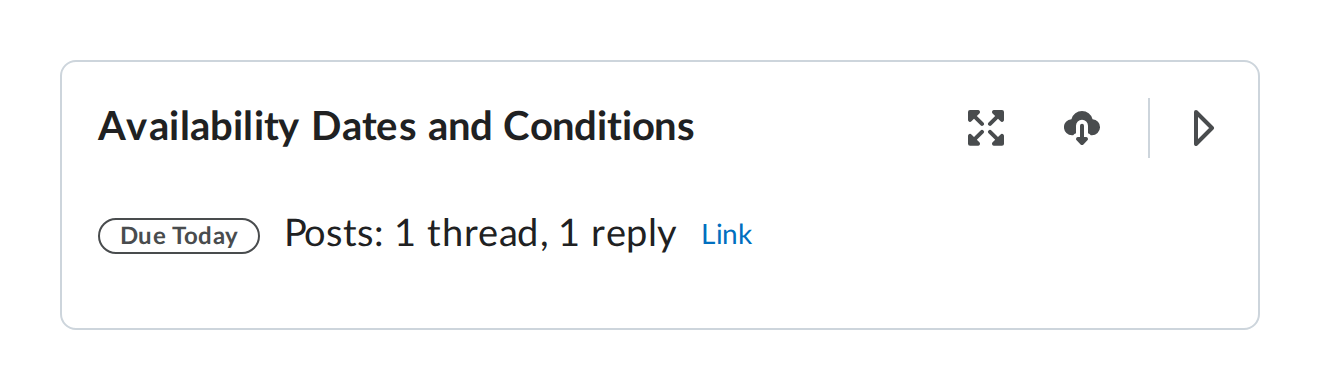 Availability Dates and Conditions
Due Today Posts: 1 thread, 1 reply Link